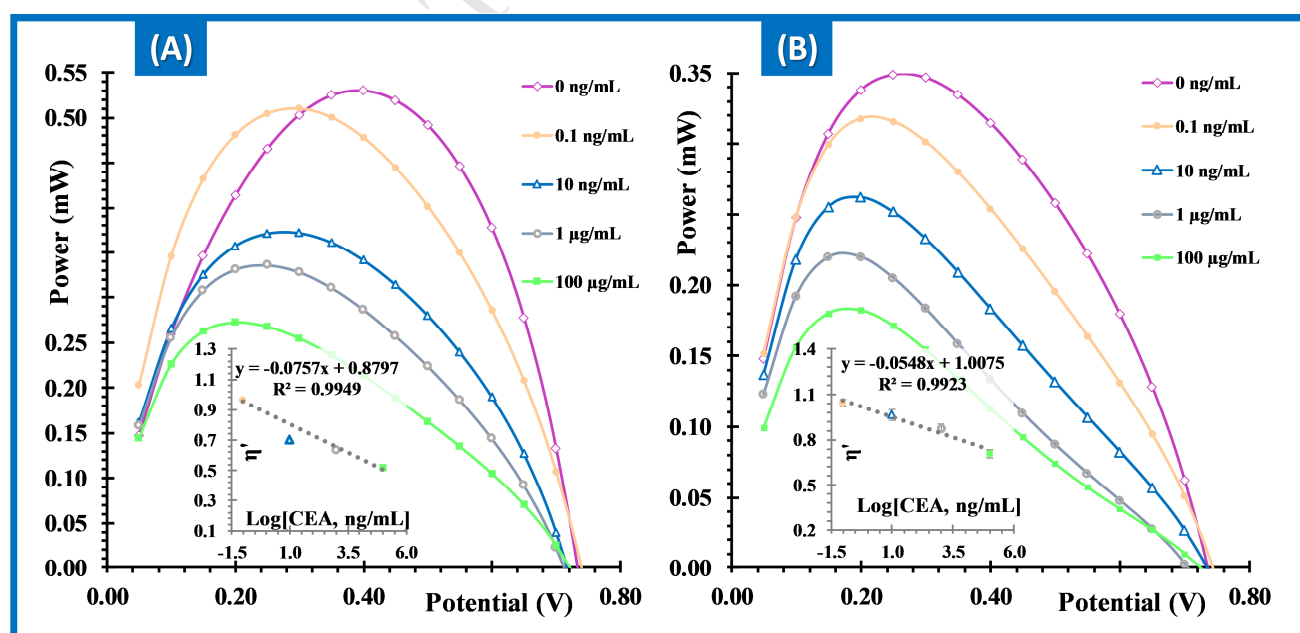 (A)
0.55
0.50
0.25
0.20
0.15
0.10
0.05
0.00
Power (mW)
0 ng/mL
0.1 ng/mL
10 ng/mL
1 µg/mL
100 µg/mL
1.3
1.1
0.9
0.7
0.5
0.3
0.1
η'
y = -0.0757x + 0.8797
R² = 0.9949
Log[CEA, ng/mL]
-1.5 1.0 3.5 6.0
0.00 0.20 0.40 0.80
Potential (V)
(B)
0.35
0.20
0.15
0.10
0.05
0.00
Power (mW)
0 ng/mL
0.1 ng/mL
10 ng/mL
1 µg/mL
100 µg/mL
1.4
1.1
0.8
0.5
0.2
η'
y = -0.0548x + 1.0075
R² = 0.9923
Log[CEA, ng/mL]
-1.5 1.0 3.5 6.0
0.00 0.20 0.40 0.80
Potential (V)